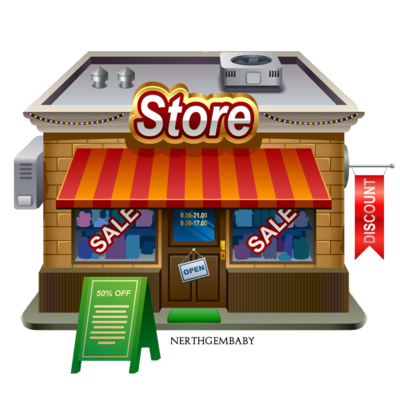 Store
9.00-21.00
9.00-17.00
SALE
SALE
OPEN
DISCOUNT
50% OFF
NERTHGEMBABY